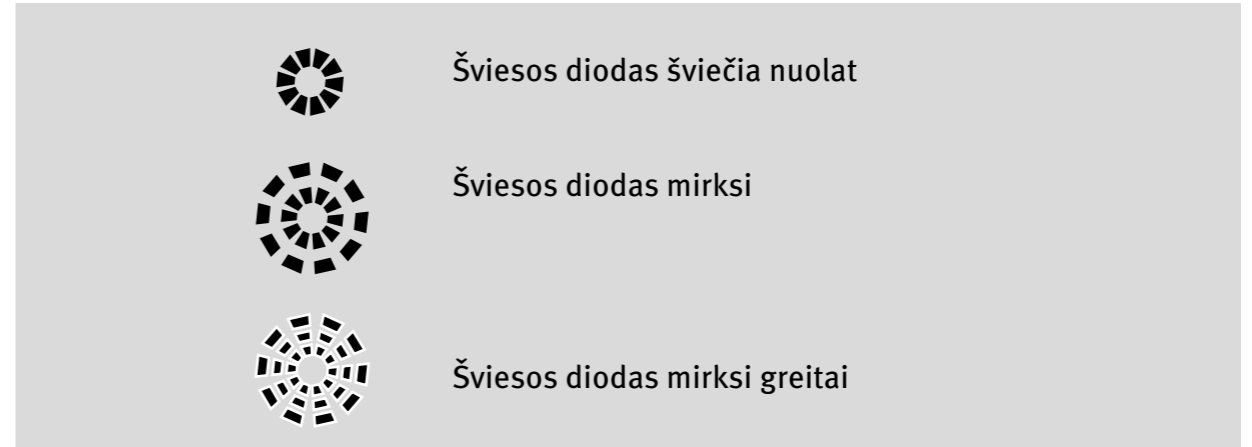 Šviesos diodas šviečia nuolat
Šviesos diodas mirksi
Šviesos diodas mirksi greitai